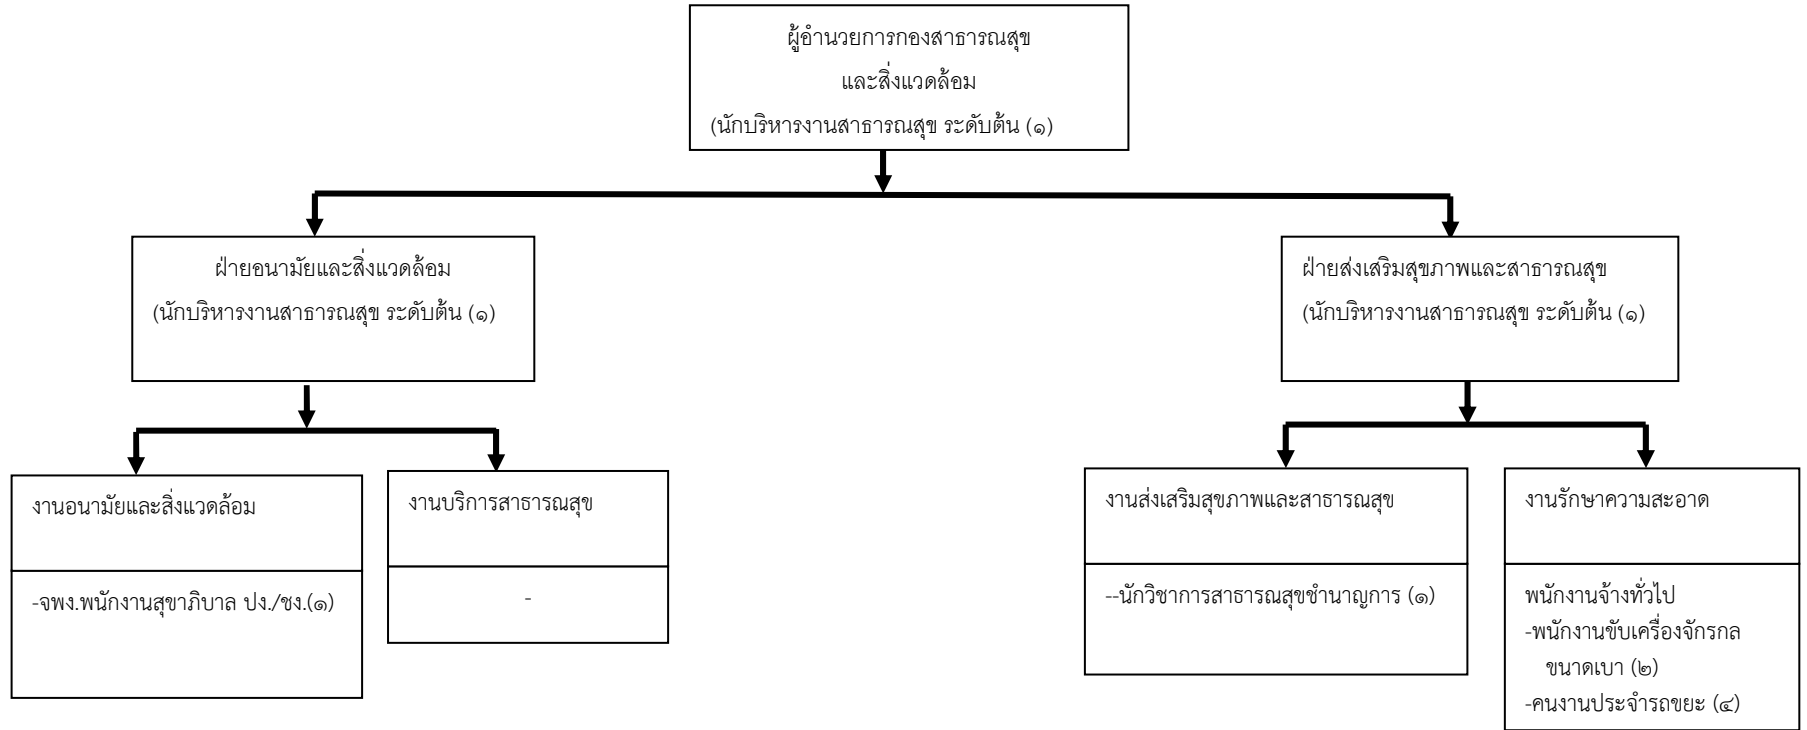 ผู้อำนวยการกองสาธารณสุข
และสิ่งแวดล้อม
(นักบริหารงานสาธารณสุข ระดับต้น (๑)
ฝ่ายอนามัยและสิ่งแวดล้อม
(นักบริหารงานสาธารณสุข ระดับต้น (๑)
ฝ่ายส่งเสริมสุขภาพและสาธารณสุข
(นักบริหารงานสาธารณสุข ระดับต้น (๑)
งานอนามัยและสิ่งแวดล้อม
-จพง.พนักงานสุขาภิบาล ปง./ชง.(๑)
งานบริการสาธารณสุข
-
งานส่งเสริมสุขภาพและสาธารณสุข
--นักวิชาการสาธารณสุขชำนาญการ (๑)
งานรักษาความสะอาด
พนักงานจ้างทั่วไป
-พนักงานขับเครื่องจักรกล
ขนาดเบา (๒)
-คนงานประจำรถขยะ (๔)